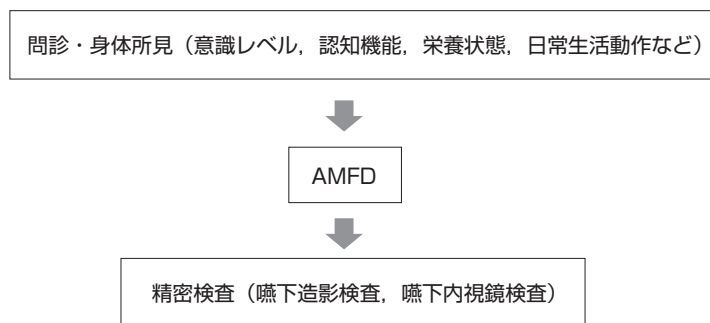 問診・身体所見（意識レベル，認知機能，栄養状態，日常生活動作など）
AMFD
精密検査（嚥下造影検査，嚥下内視鏡検査）